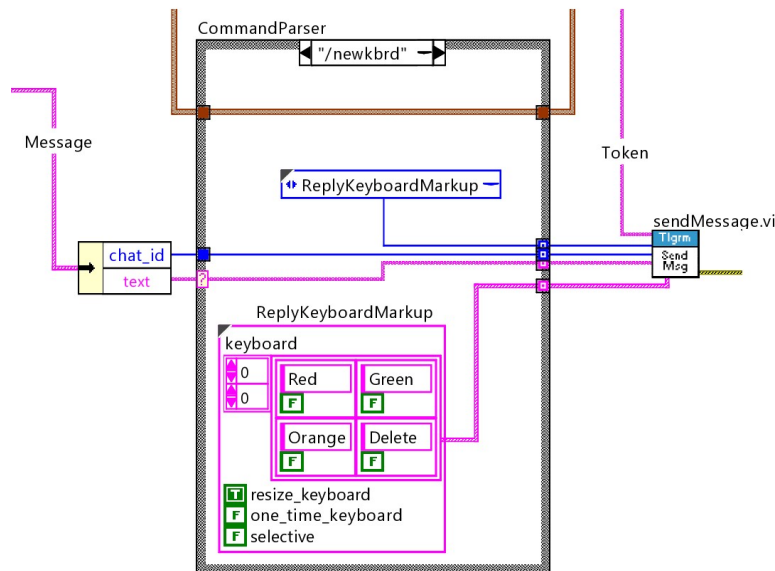 CommandParser
"/newkbrd"
Message
Token
ReplyKeyboardMarkup
sendMessage.vi
Tlgrm
Send
Msg
chat_id
text
?
ReplyKeyboardMarkup
keyboard
0
0
Red
Green
F
F
Orange
Delete
F
F
T resize_keyboard
F one_time_keyboard
F selective